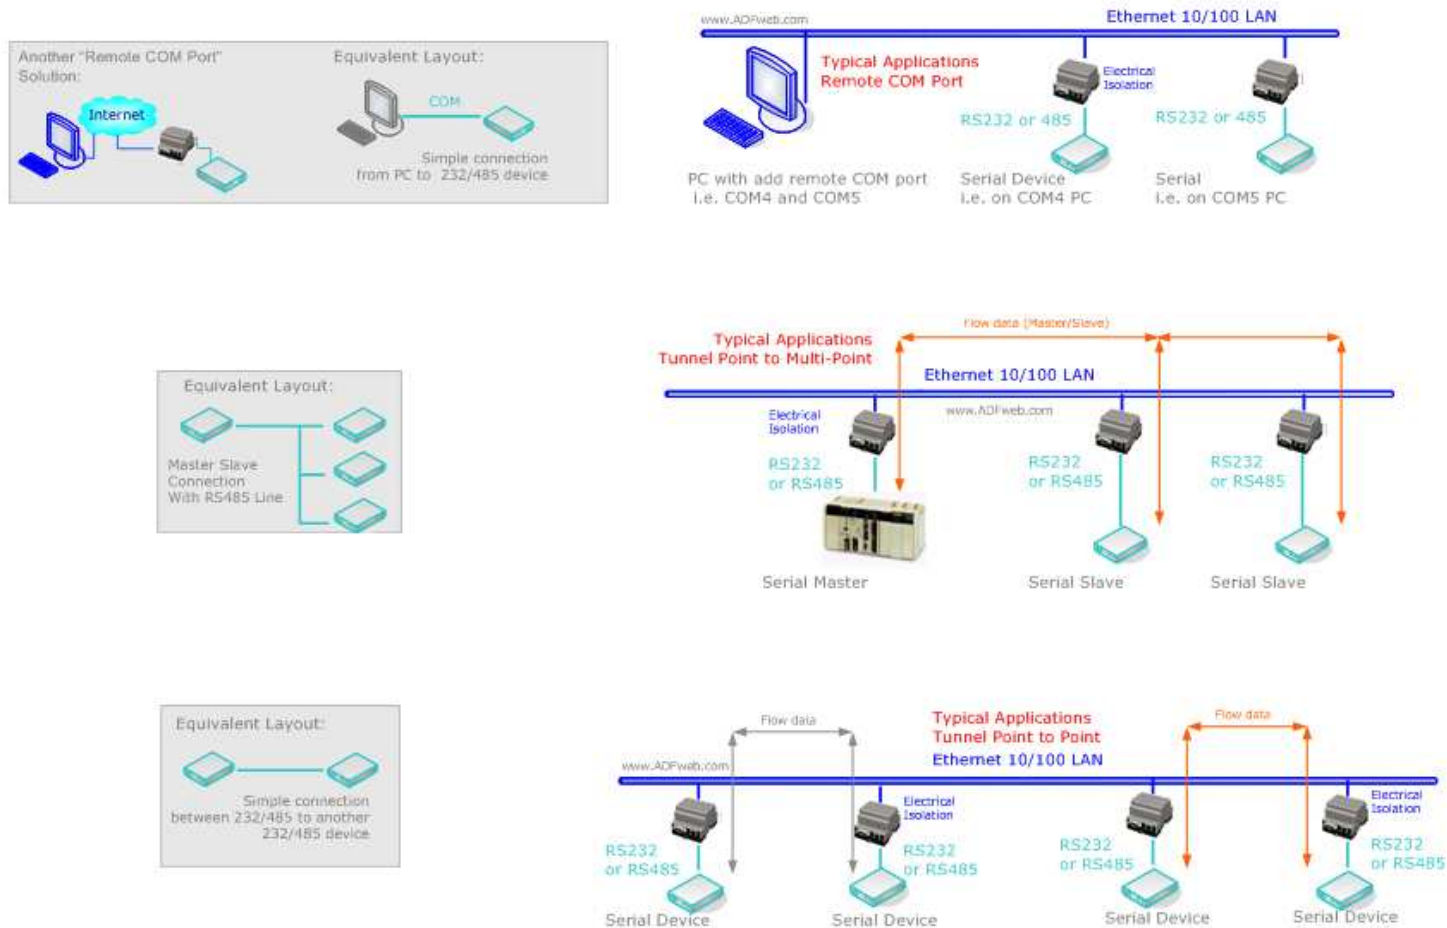 Another "Remote COM Port"
Solution:
Internet
Equivalent Layout:
COM
Simple connection
from PC to 232/485 device
www.ADFweb.com
Ethernet 10/100 LAN
Typical Applications
Remote COM Port
Electrical
Isolation
RS232 or 485
RS232 or 485
PC with add remote COM port
i.e. COM4 and COM5
Serial Device
i.e. on COM4 PC
Serial
i.e. on COM5 PC
Equivalent Layout:
Master Slave
Connection
With RS485 Line
Flow data (Master/Slave)
Typical Applications
Tunnel Point to Multi-Point
Ethernet 10/100 LAN
www.ADFweb.com
Electrical
Isolation
RS232
or RS485
RS232
or RS485
RS232
or RS485
Serial Master
Serial Slave
Serial Slave
Equivalent Layout:
Simple connection
between 232/485 to another
232/485 device
Flow data
Typical Applications
Tunnel Point to Point
Flow data
www.ADFweb.com
Ethernet 10/100 LAN
Electrical
Isolation
Electrical
Isolation
RS232
or RS485
RS232
or RS485
RS232
or RS485
RS232
or RS485
Serial Device
Serial Device
Serial Device
Serial Device